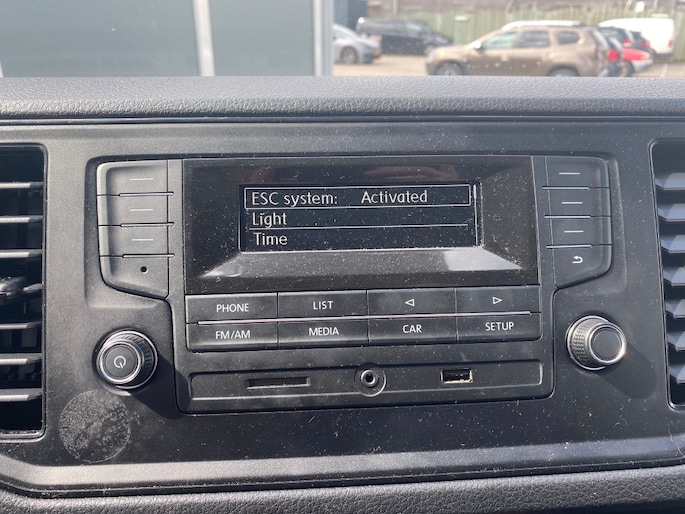 ESC system: Activated
Light
Time
PHONE LIST
FM/AM MEDIA CAR SETUP